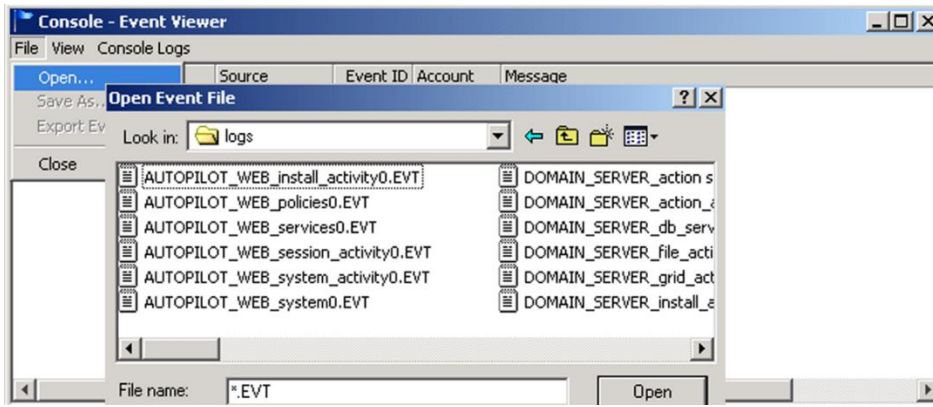 Console - Event Viewer
File View Console Logs
Open... Source Event ID Account Message
Save As.. Open Event File
Export Ev
Look in: logs
Close
AUTOPILOT_WEB_install_activity0.EVT DOMAIN_SERVER_action s
AUTOPILOT_WEB_policies0.EVT DOMAIN_SERVER_action_a
AUTOPILOT_WEB_services0.EVT DOMAIN_SERVER_db_serv
AUTOPILOT_WEB_session_activity0.EVT DOMAIN_SERVER_file_acti
AUTOPILOT_WEB_system_activity0.EVT DOMAIN_SERVER_grid_act
AUTOPILOT_WEB_system0.EVT DOMAIN_SERVER_install_a
File name: *.EVT Open